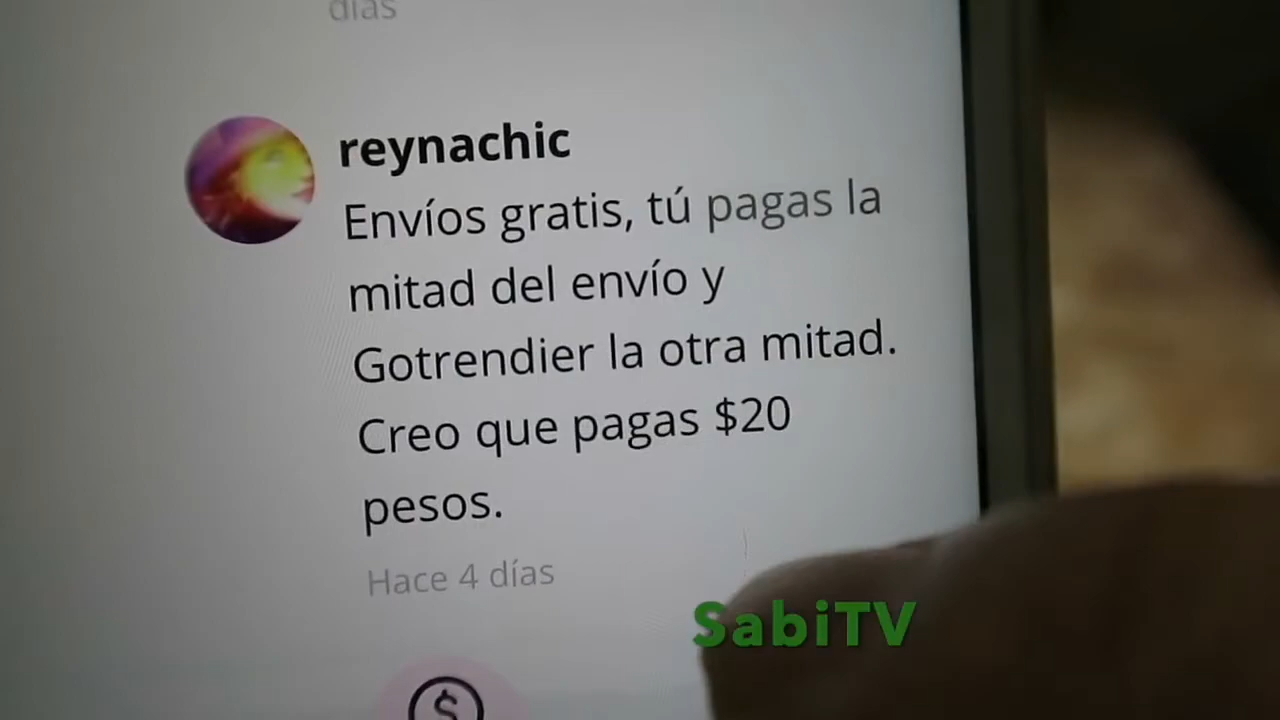 días
reynachic
Envíos gratis, tú pagas la
mitad del envío y
Gotrendier la otra mitad.
Creo que pagas $20
pesos.
Hace 4 días
SabiTV
$